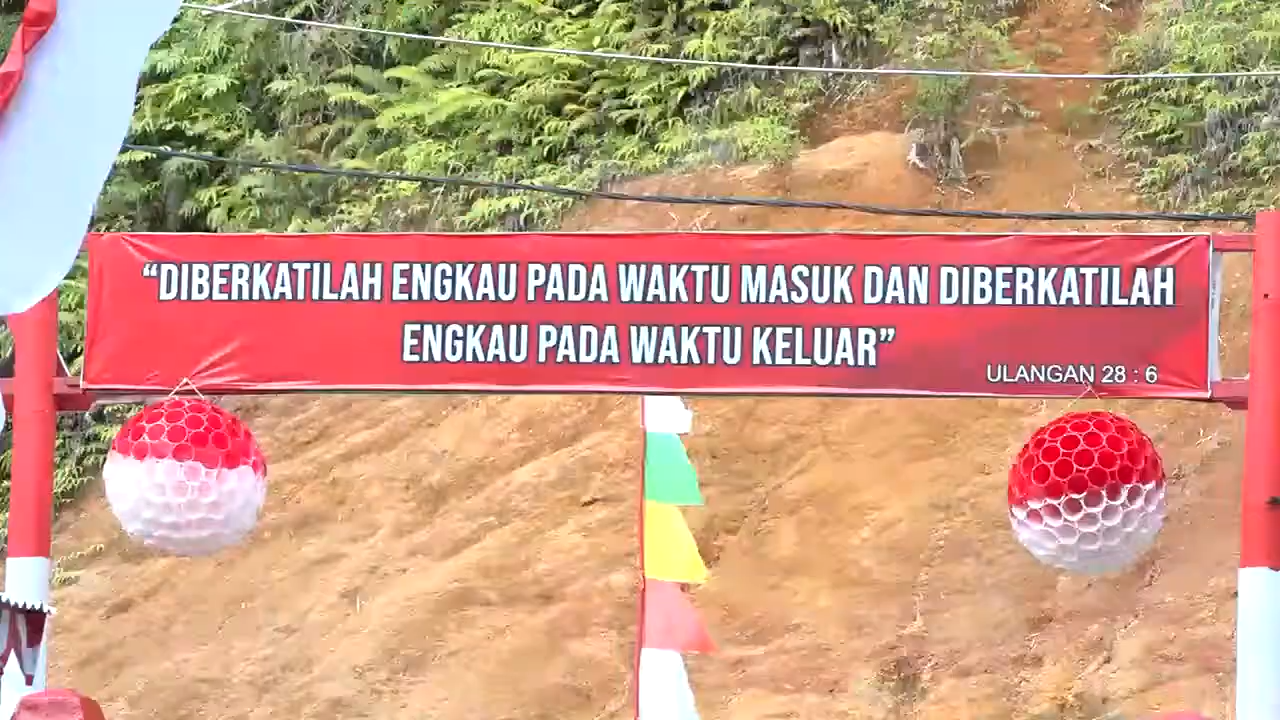 “DIBERKATILAH ENGKAU PADA WAKTU MASUK DAN DIBERKATILAH
ENGKAU PADA WAKTU KELUAR”
ULANGAN 28 : 6